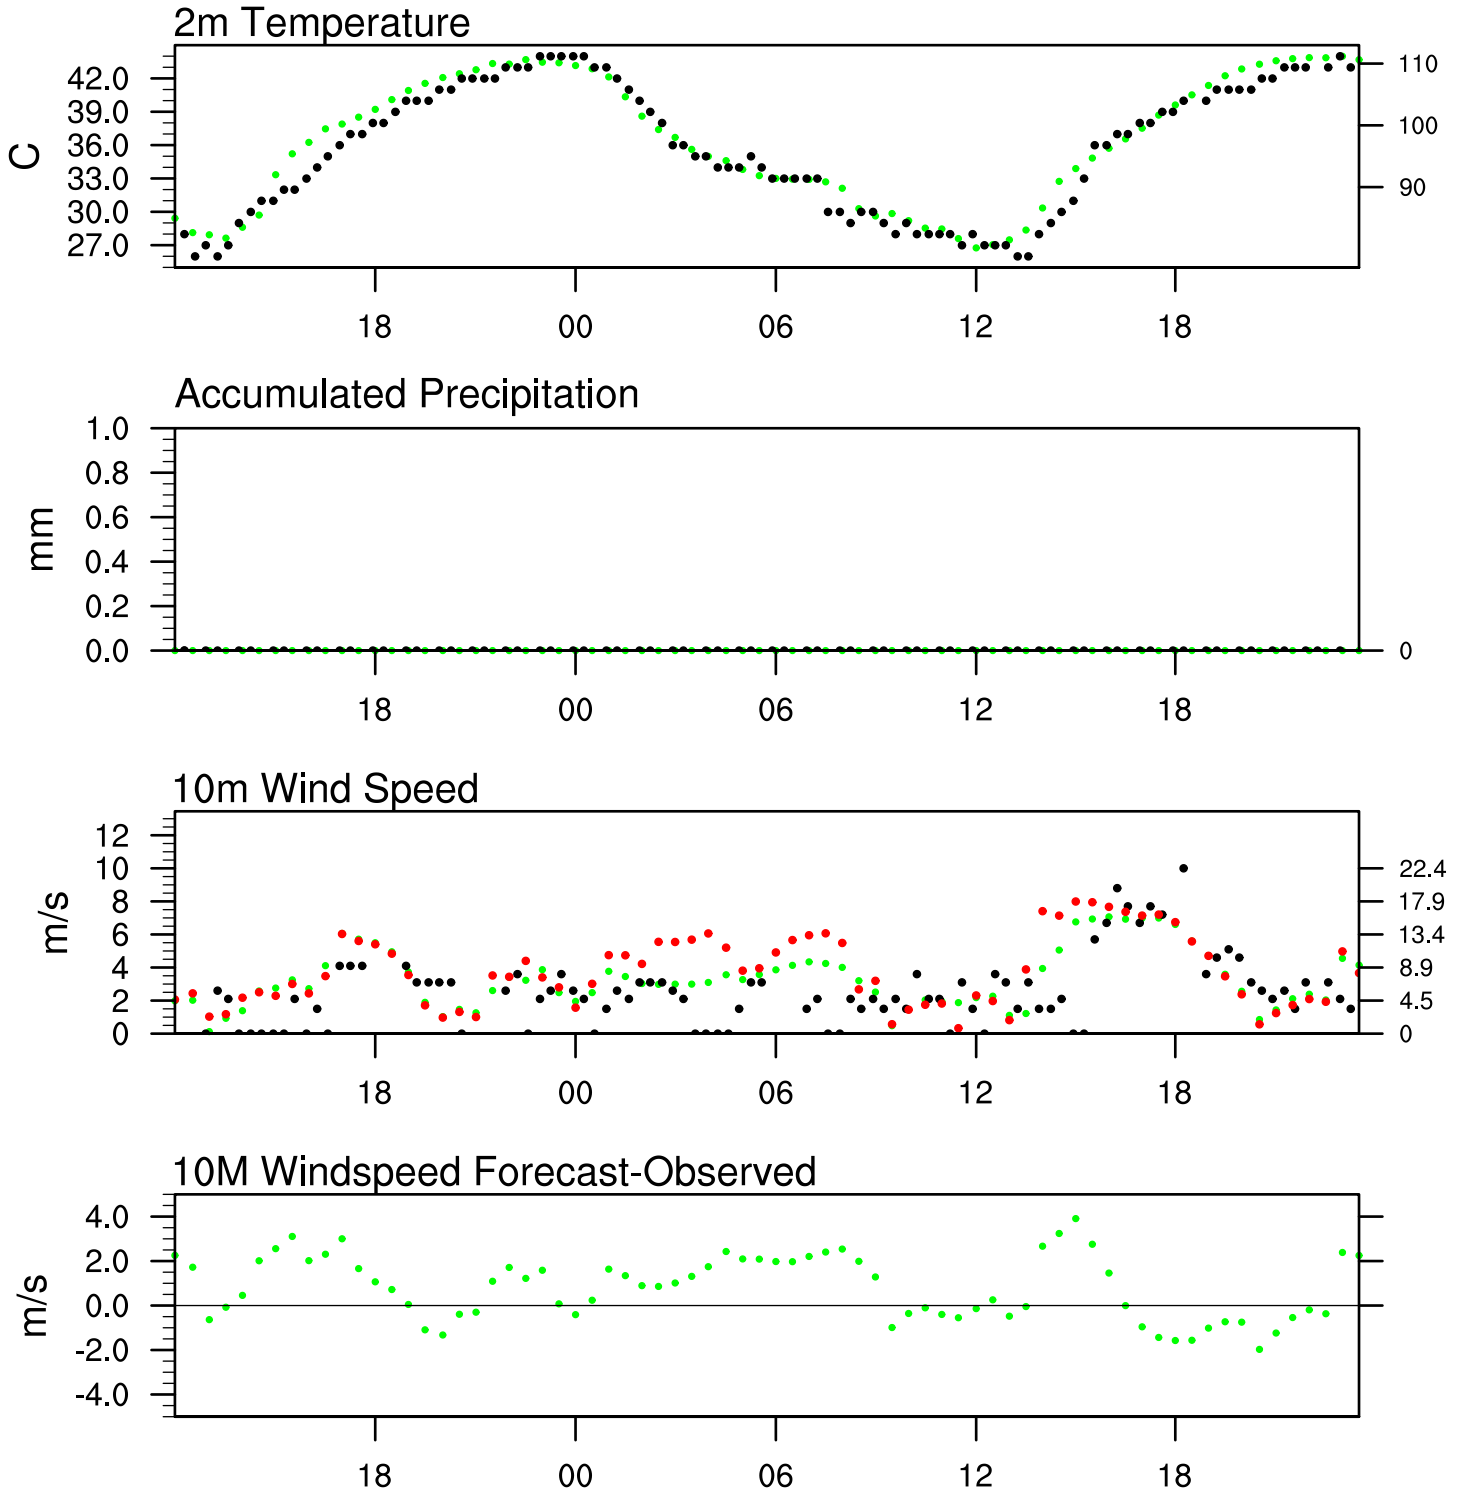 2m Temperature
C
42.0
39.0
36.0
33.0
30.0
27.0
110
100
90
18 00 06 12 18
Accumulated Precipitation
mm
1.0
0.8
0.6
0.4
0.2
0.0
0
18 00 06 12 18
10m Wind Speed
m/s
12
10
8
6
4
2
0
22.4
17.9
13.4
8.9
4.5
0
18 00 06 12 18
10M Windspeed Forecast-Observed
m/s
4.0
2.0
0.0
-2.0
-4.0
18 00 06 12 18